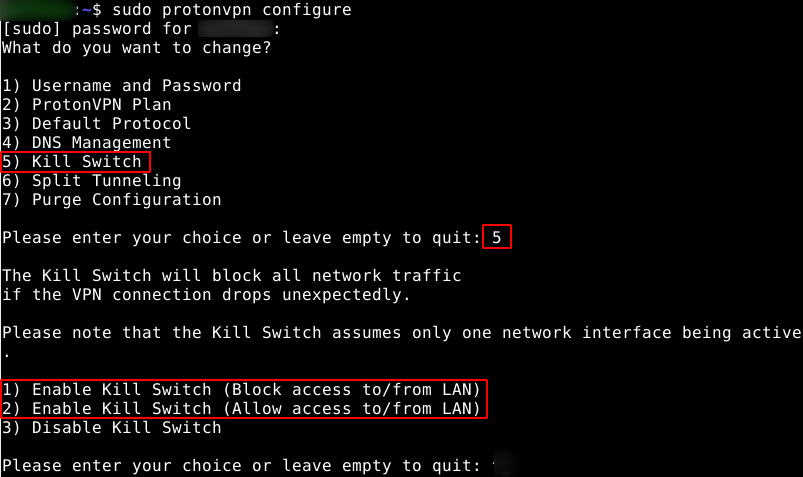 :~$ sudo protonvpn configure
[sudo] password for :
What do you want to change?
1) Username and Password
2) ProtonVPN Plan
3) Default Protocol
4) DNS Management
5) Kill Switch
6) Split Tunneling
7) Purge Configuration
Please enter your choice or leave empty to quit: 5
The Kill Switch will block all network traffic
if the VPN connection drops unexpectedly.
Please note that the Kill Switch assumes only one network interface being active
.
1) Enable Kill Switch (Block access to/from LAN)
2) Enable Kill Switch (Allow access to/from LAN)
3) Disable Kill Switch
Please enter your choice or leave empty to quit: